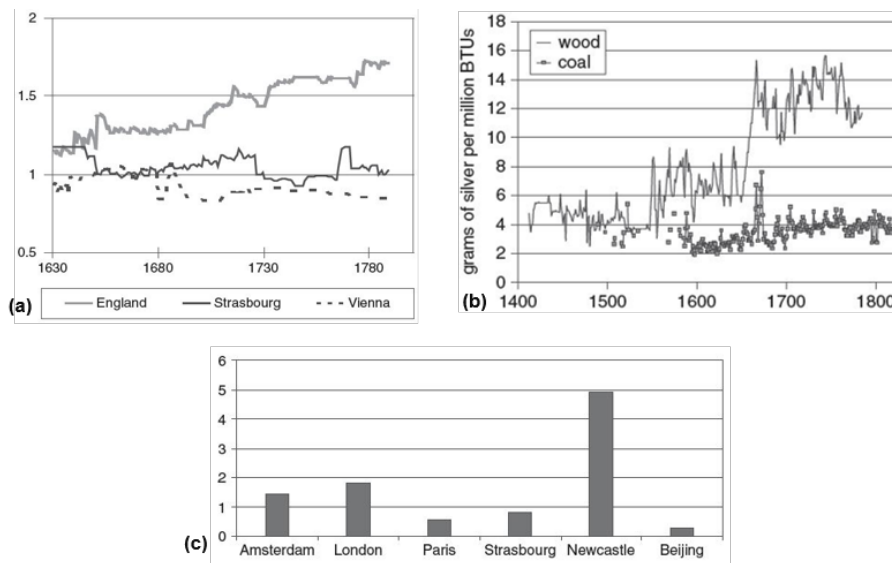 2
1.5
1
0.5
1630 1680 1730 1780
England Strasbourg Vienna
(a)
grams of silver per million BTUs
18
16
14
12
10
8
6
4
2
0
wood
coal
1400 1500 1600 1700 1800
(b)
6
5
4
3
2
1
0
Amsterdam London Paris Strasbourg Newcastle Beijing
(c)